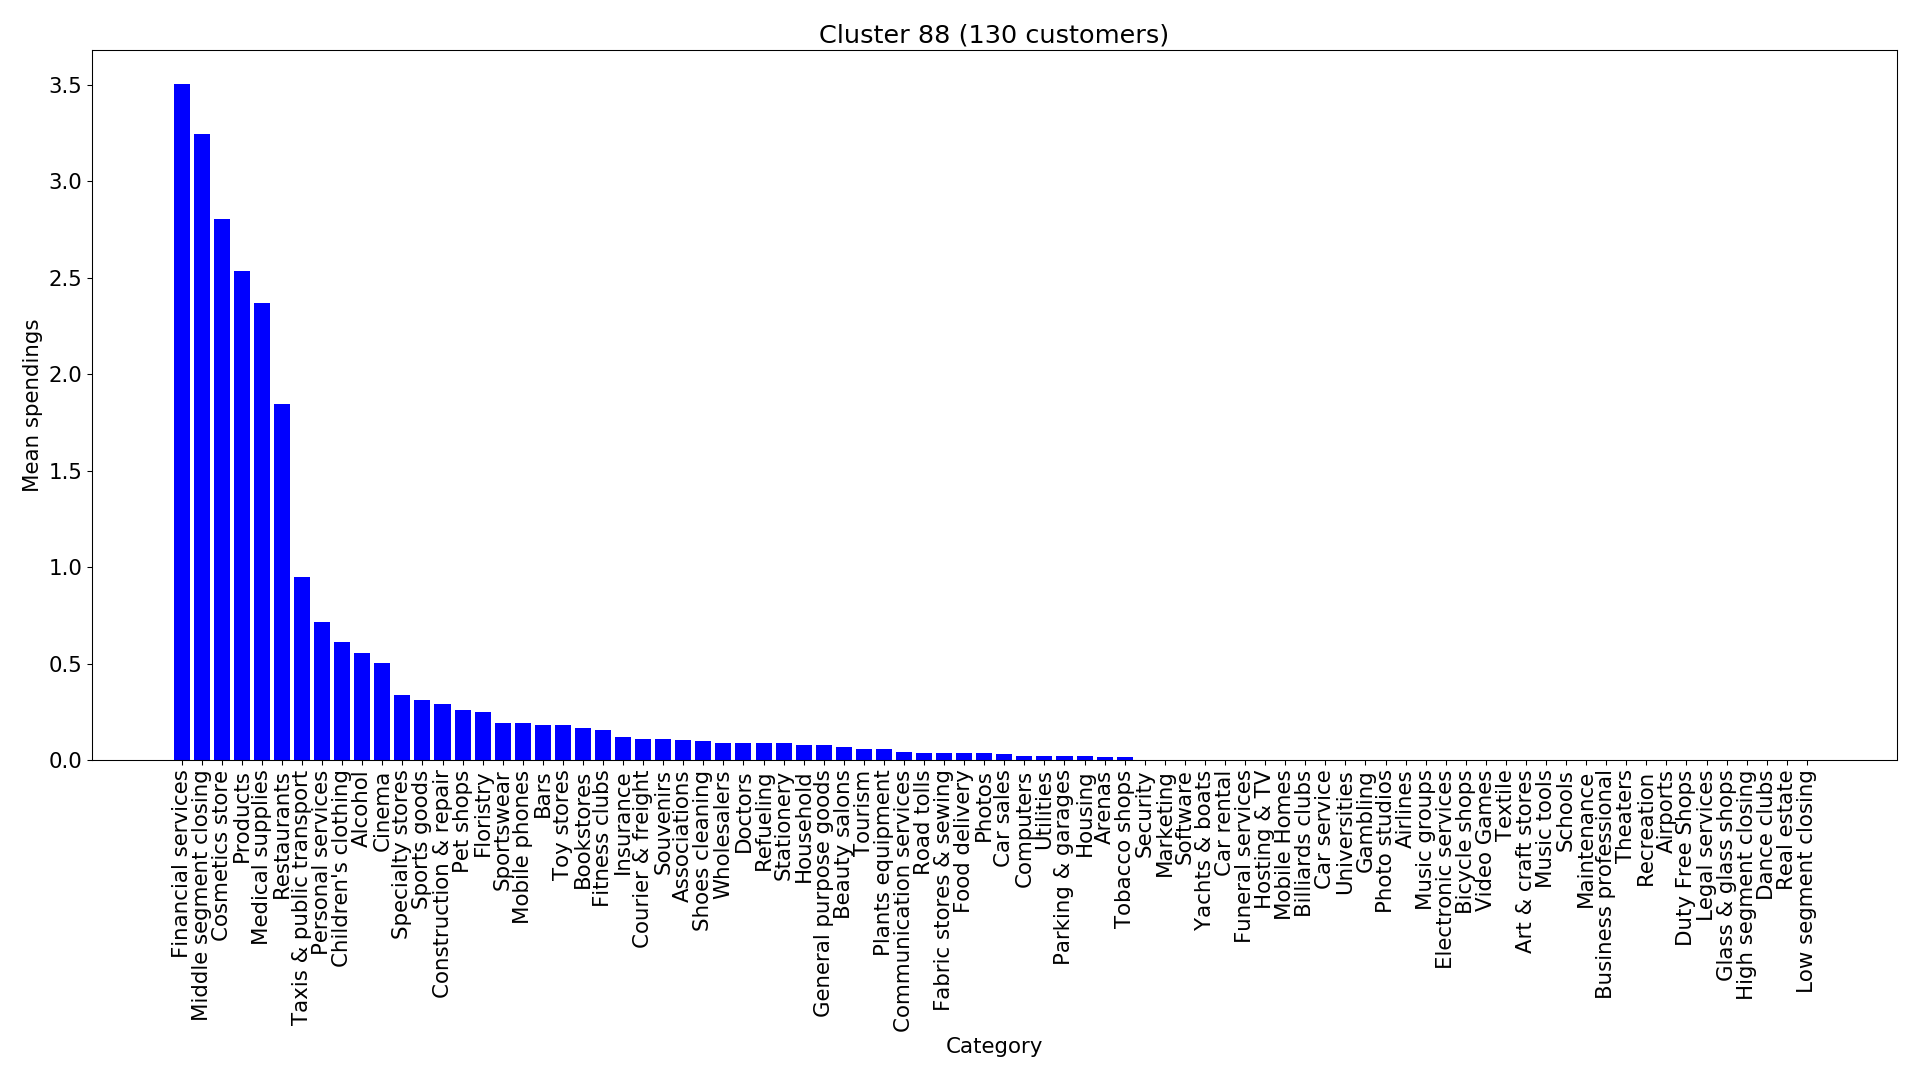 Cluster 88 (130 customers)
Mean spendings
3.5
3.0
2.5
2.0
1.5
1.0
0.5
0.0
Financial services
Middle segment closing
Cosmetics store
Products
Medical supplies
Restaurants
Taxis & public transport
Personal services
Children's clothing
Alcohol
Cinema
Specialty stores
Sports goods
Construction & repair
Pet shops
Floristry
Sportswear
Mobile phones
Bars
Toy stores
Bookstores
Fitness clubs
Insurance
Courier & freight
Souvenirs
Associations
Shoes cleaning
Wholesalers
Doctors
Refueling
Stationery
Household
General purpose goods
Beauty salons
Tourism
Plants equipment
Communication services
Road tolls
Fabric stores & sewing
Food delivery
Photos
Car sales
Computers
Utilities
Parking & garages
Housing
Arenas
Tobacco shops
Security
Marketing
Software
Yachts & boats
Car rental
Funeral services
Hosting & TV
Mobile Homes
Billiards clubs
Car service
Universities
Gambling
Photo studios
Airlines
Music groups
Electronic services
Bicycle shops
Video Games
Textile
Art & craft stores
Music tools
Schools
Maintenance
Business professional
Theaters
Recreation
Airports
Duty Free Shops
Legal services
Glass & glass shops
High segment closing
Dance clubs
Real estate
Low segment closing
Category